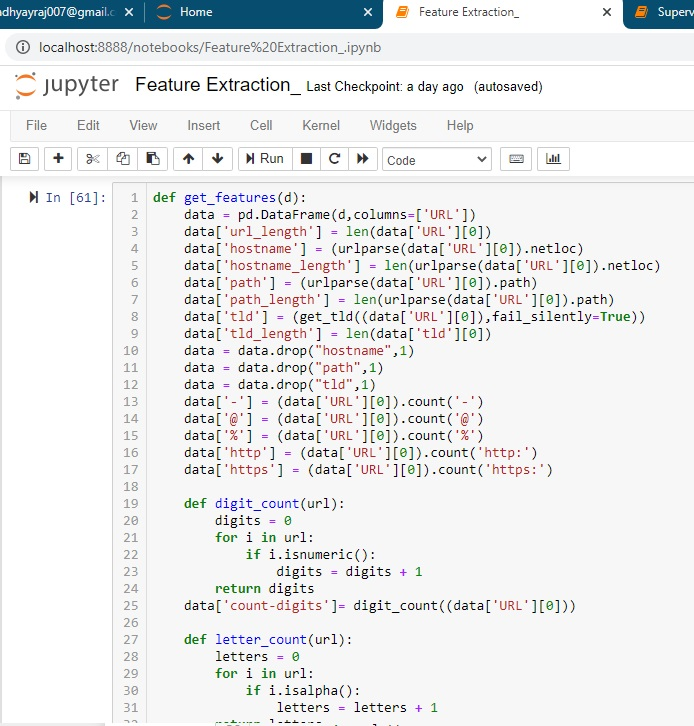 adhyayraj007@gmail.c
Home
Feature Extraction_
Superv
localhost:8888/notebooks/Feature%20Extraction_.ipynb
jupyter Feature Extraction_ Last Checkpoint: a day ago (autosaved)
File Edit View Insert Cell Kernel Widgets Help
Run Code
In [61]:
1 def get_features(d):
2 data = pd.DataFrame(d,columns=['URL'])
3 data['url_length'] = len(data['URL'][0])
4 data['hostname'] = (urlparse(data['URL'][0]).netloc)
5 data['hostname_length'] = len(urlparse(data['URL'][0]).netloc)
6 data['path'] = (urlparse(data['URL'][0]).path)
7 data['path_length'] = len(urlparse(data['URL'][0]).path)
8 data['tld'] = (get_tld((data['URL'][0]),fail_silently=True))
9 data['tld_length'] = len(data['tld'][0])
10 data = data.drop("hostname",1)
11 data = data.drop("path",1)
12 data = data.drop("tld",1)
13 data['-'] = (data['URL'][0]).count('-')
14 data['@'] = (data['URL'][0]).count('@')
15 data['%'] = (data['URL'][0]).count('%')
16 data['http'] = (data['URL'][0]).count('http:')
17 data['https'] = (data['URL'][0]).count('https:')
18
19 def digit_count(url):
20 digits = 0
21 for i in url:
22 if i.isnumeric():
23 digits = digits + 1
24 return digits
25 data['count-digits']= digit_count((data['URL'][0]))
26
27 def letter_count(url):
28 letters = 0
29 for i in url:
30 if i.isalpha():
31 letters = letters + 1